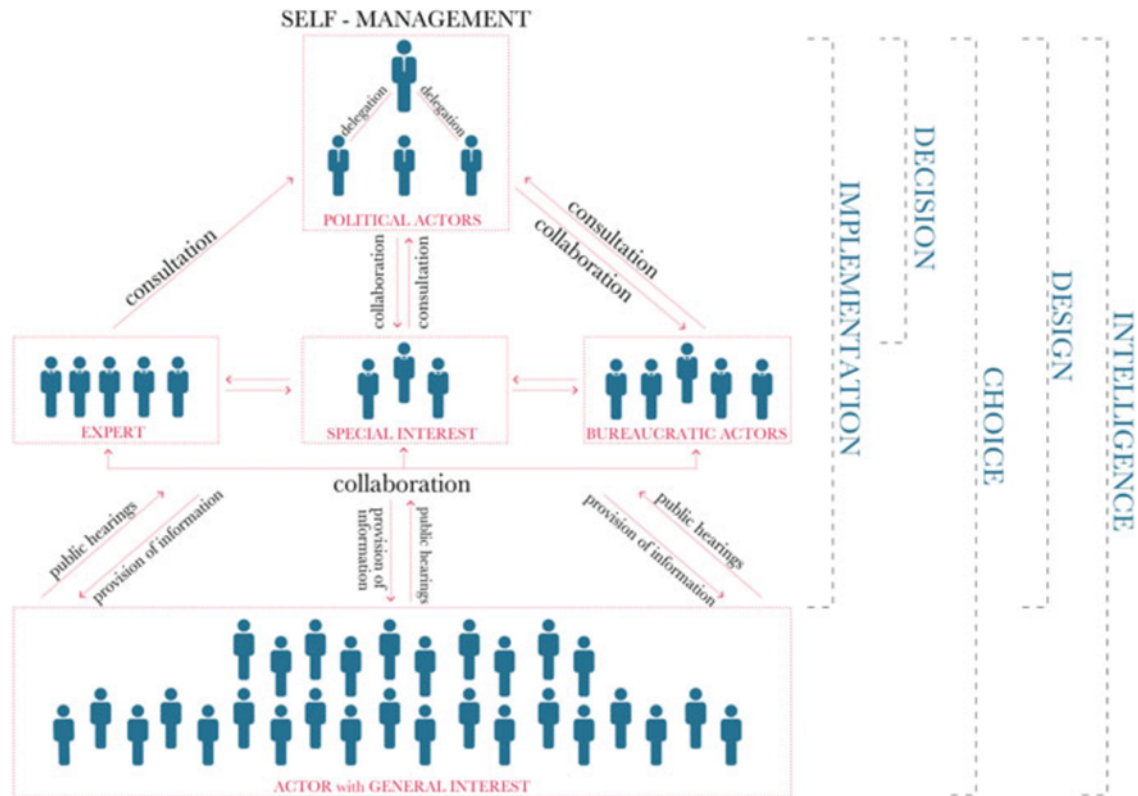 SELF - MANAGEMENT
delegation
delegation
POLITICAL ACTORS
consultation
collaboration
consultation
consultation
collaboration
EXPERT
SPECIAL INTEREST
BUREAUCRATIC ACTORS
collaboration
public hearings
provision of information
provision of
information
public hearings
public hearings
provision of information
ACTOR with GENERAL INTEREST
IMPLEMENTATION
DECISION
CHOICE
DESIGN
INTELLIGENCE